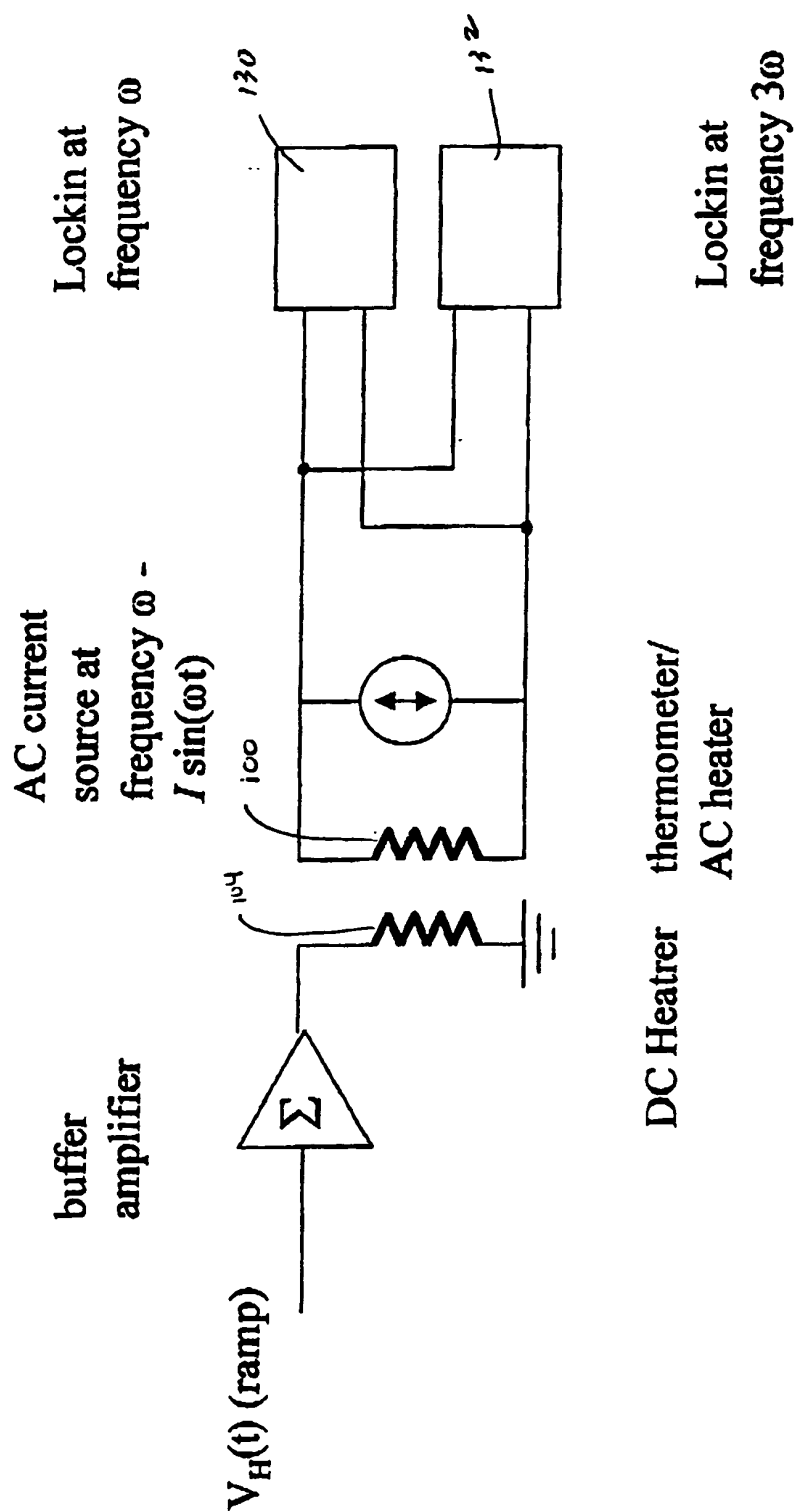 V_H(t) (ramp)
buffer
amplifier
Σ
AC current
source at
frequency ω -
I sin(ωt)
Lockin at
frequency ω
104
100
130
132
DC Heatrer
thermometer/
AC heater
Lockin at
frequency 3ω